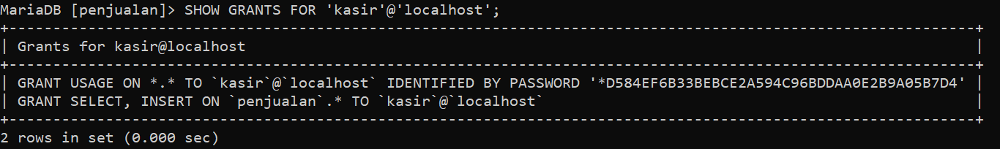 MariaDB [penjualan]> SHOW GRANTS FOR 'kasir'@'localhost';
+--------------------------------------------------------------------------------------------------------------+
| Grants for kasir@localhost                                                                                   |
+--------------------------------------------------------------------------------------------------------------+
| GRANT USAGE ON *.* TO `kasir`@`localhost` IDENTIFIED BY PASSWORD '*D584EF6B33BEBCE2A594C96BDDAA0E2B9A05B7D4' |
| GRANT SELECT, INSERT ON `penjualan`.* TO `kasir`@`localhost`                                                 |
+--------------------------------------------------------------------------------------------------------------+
2 rows in set (0.000 sec)